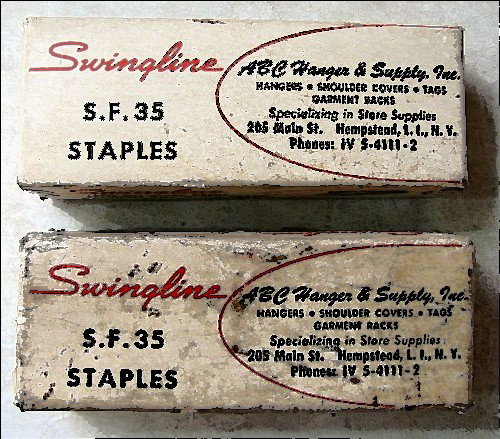 Swingline
S.F. 35
STAPLES
ABC Hanger & Supply, Inc.
HANGERS • SHOULDER COVERS • TAGS
GARMENT RACKS
Specializing in Store Supplies
205 Main St. Hempstead, L. I., N. Y.
Phones: IV 5-4111-2
Swingline
S.F. 35
STAPLES
ABC Hanger & Supply, Inc.
HANGERS • SHOULDER COVERS • TAGS
GARMENT RACKS
Specializing in Store Supplies
205 Main St. Hempstead, L. I., N. Y.
Phones: IV 5-4111-2